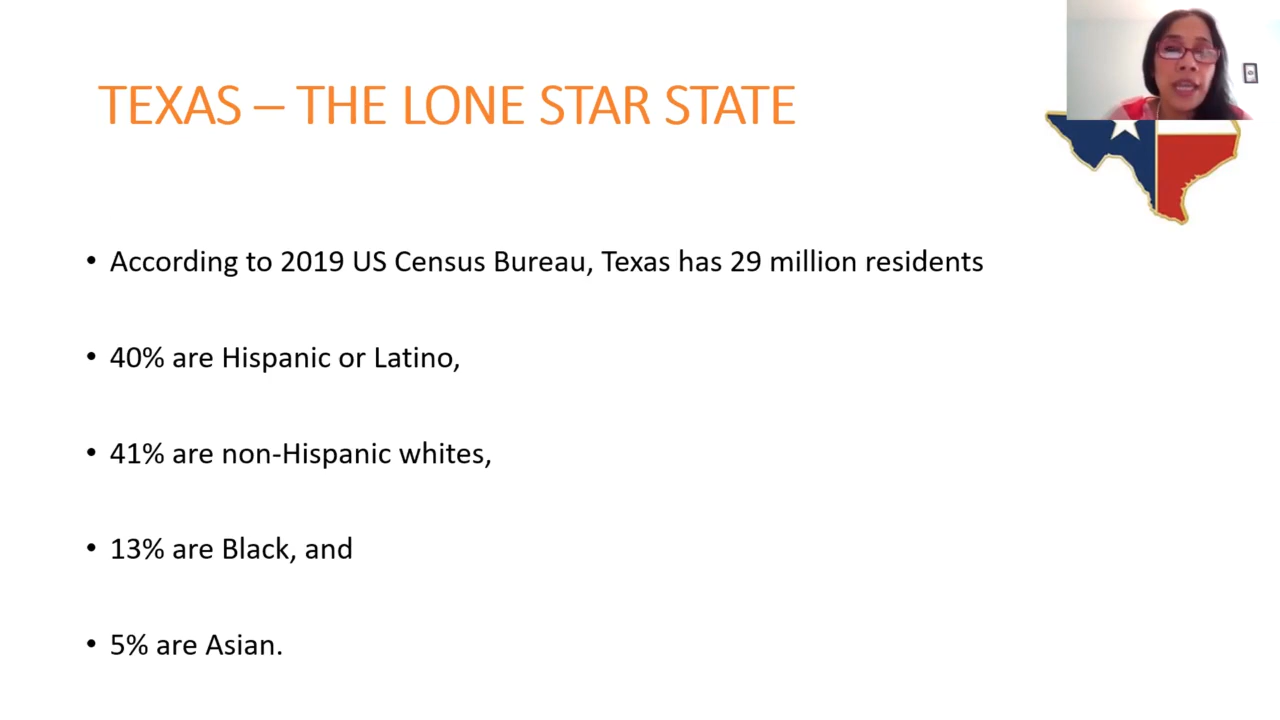 TEXAS – THE LONE STAR STATE
• According to 2019 US Census Bureau, Texas has 29 million residents
• 40% are Hispanic or Latino,
• 41% are non-Hispanic whites,
• 13% are Black, and
• 5% are Asian.